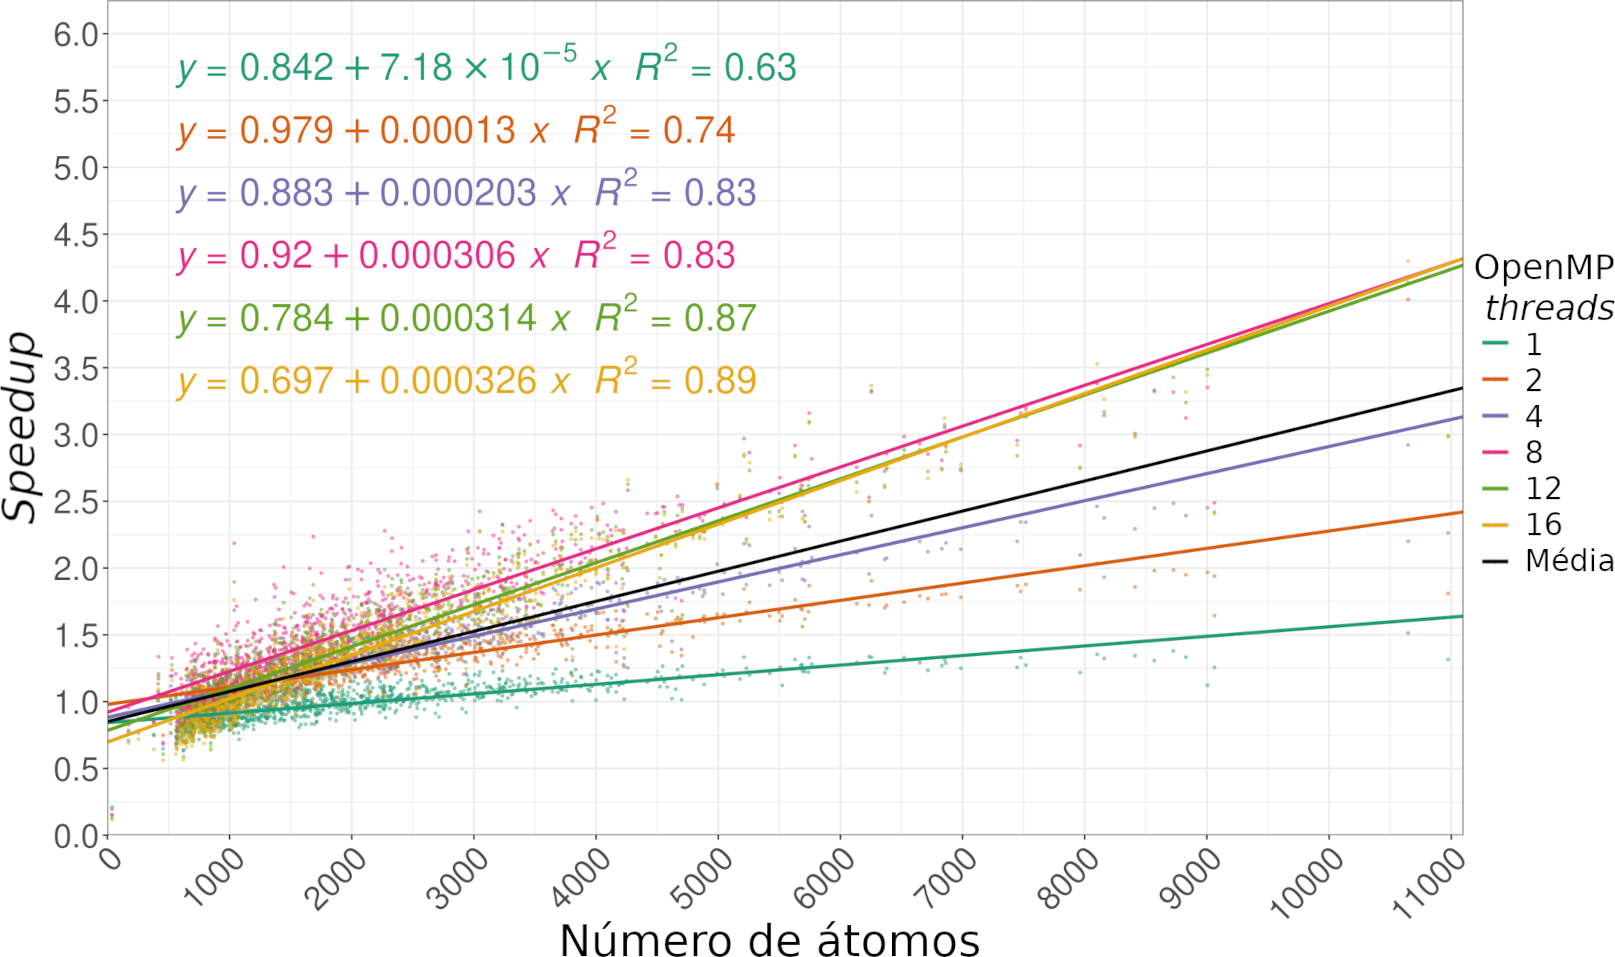 6.0
5.5
5.0
4.5
4.0
3.5
3.0
2.5
2.0
1.5
1.0
0.5
0.0
Speedup
y = 0.842 + 7.18 × 10⁻⁵ x R² = 0.63
y = 0.979 + 0.00013 x R² = 0.74
y = 0.883 + 0.000203 x R² = 0.83
y = 0.92 + 0.000306 x R² = 0.83
y = 0.784 + 0.000314 x R² = 0.87
y = 0.697 + 0.000326 x R² = 0.89
OpenMP
threads
1
2
4
8
12
16
Média
0 1000 2000 3000 4000 5000 6000 7000 8000 9000 10000 11000
Número de átomos